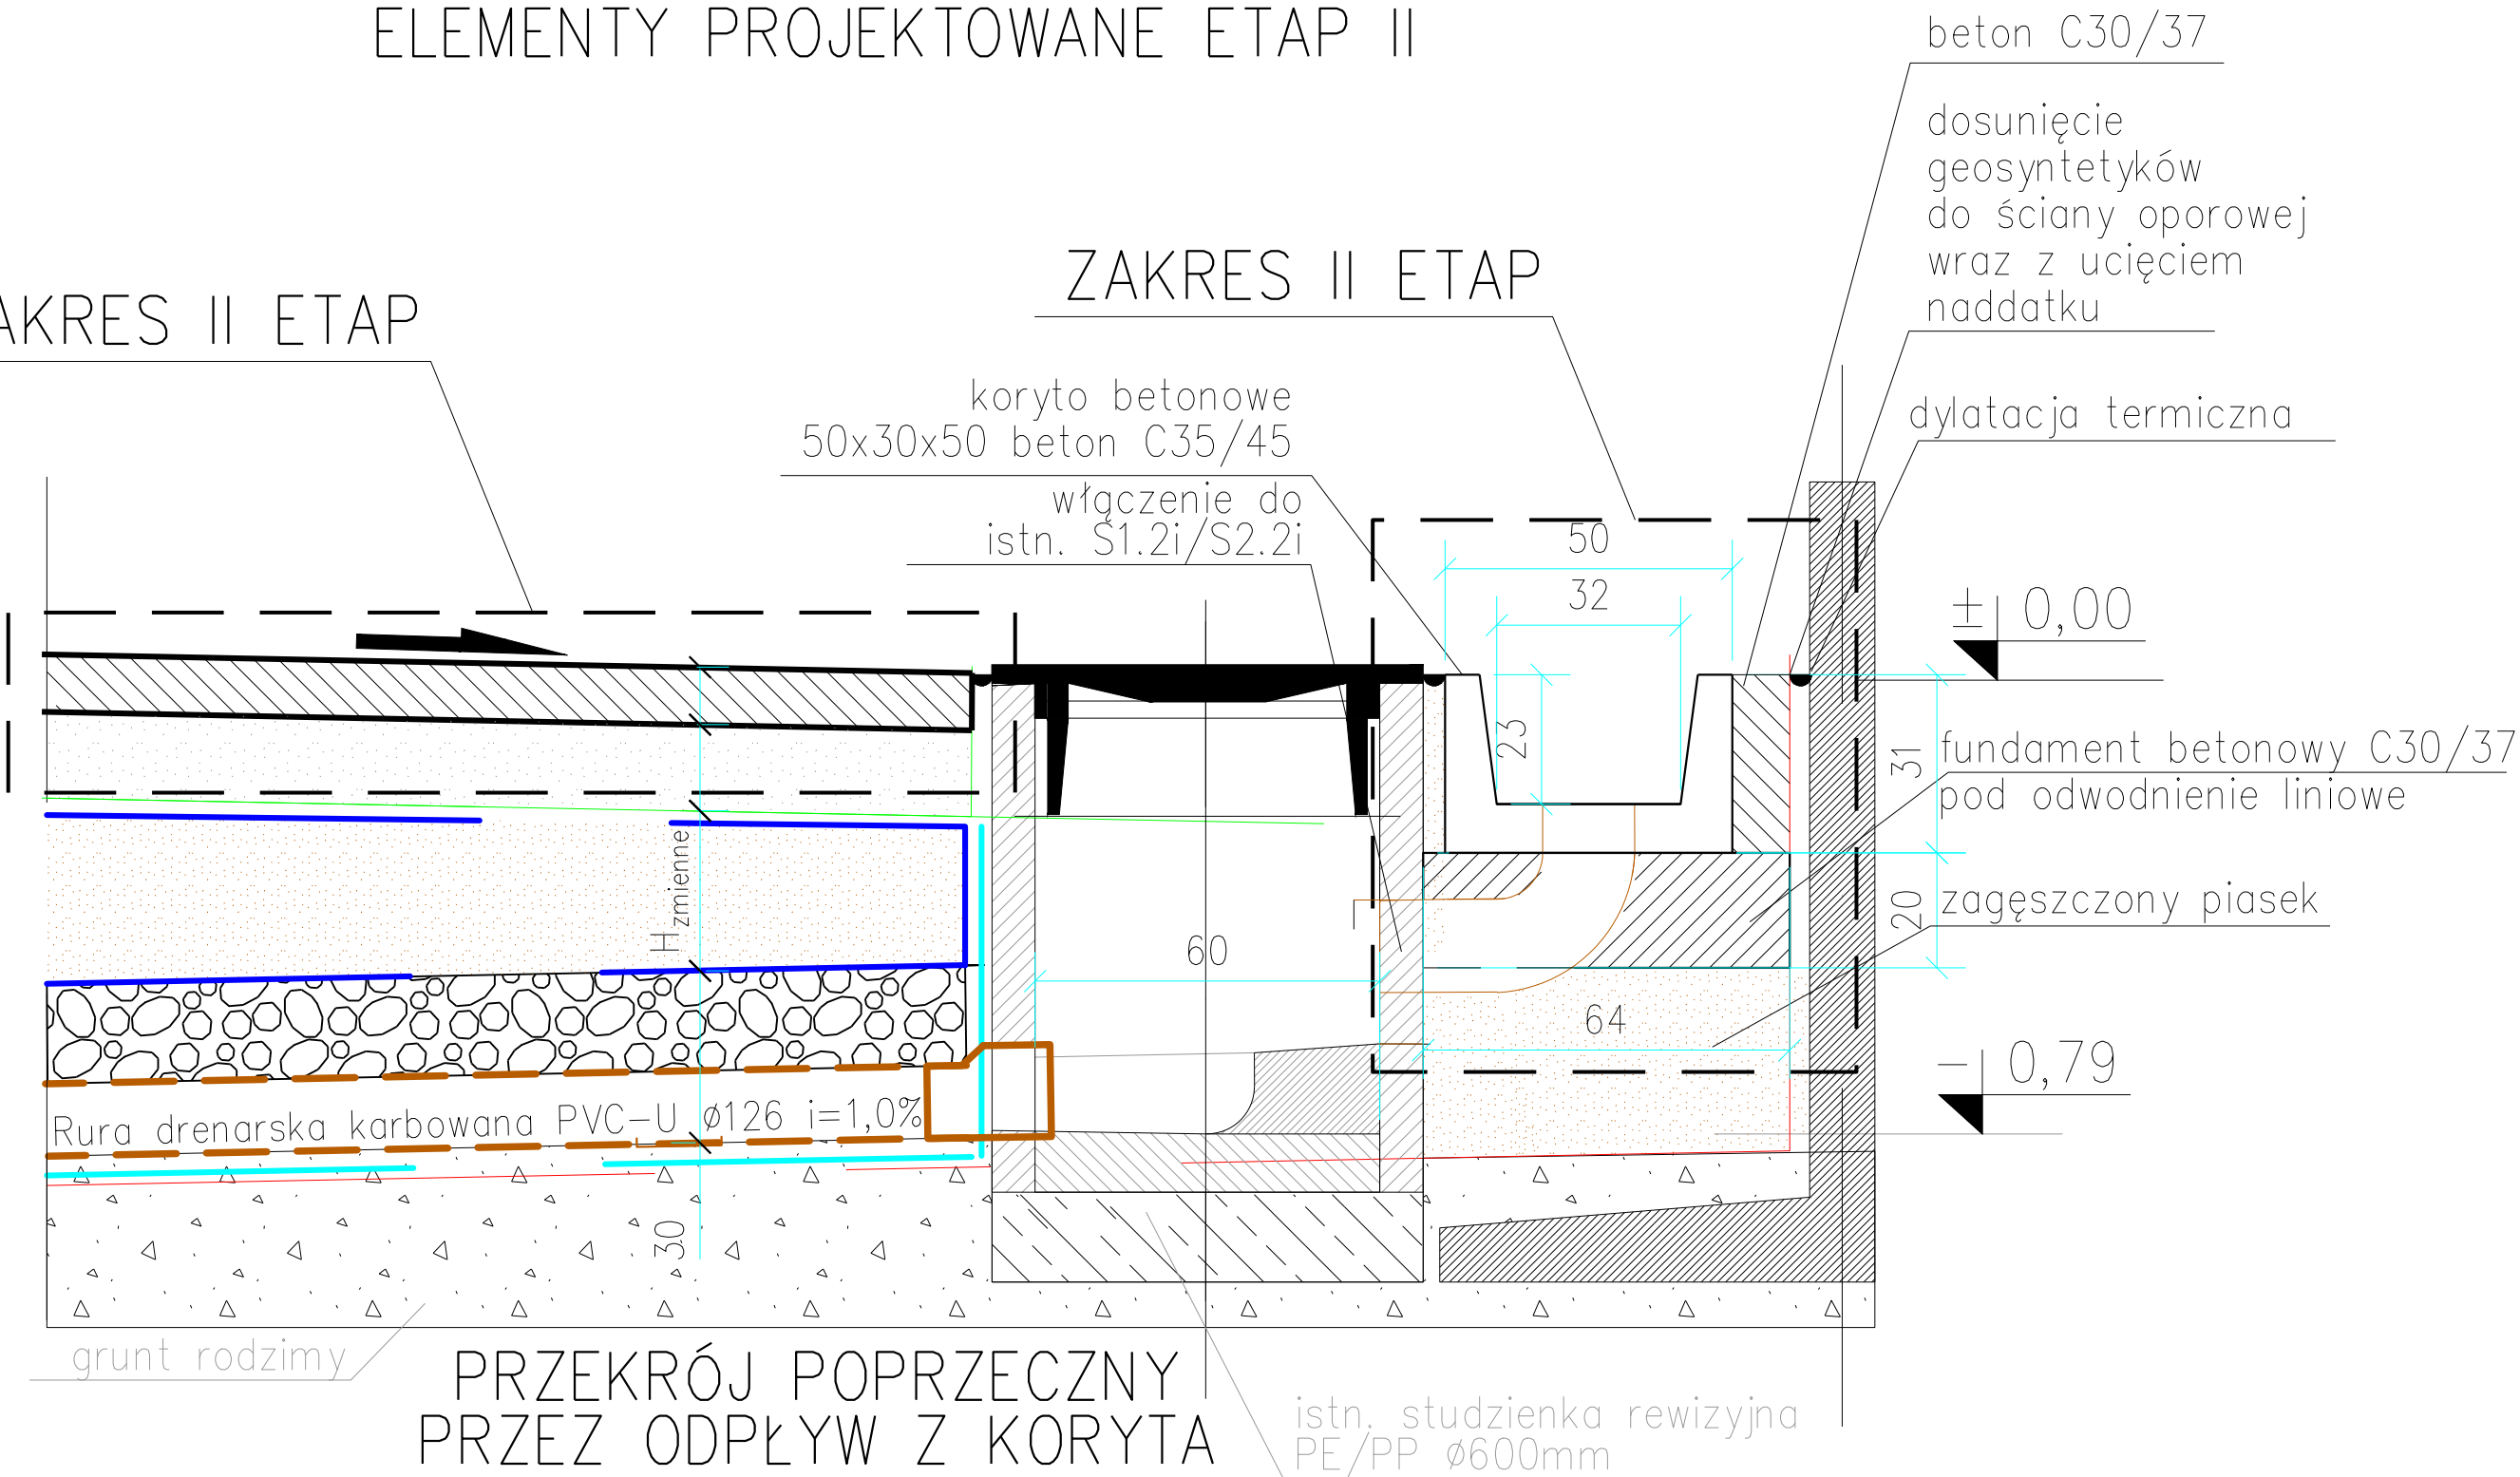 ELEMENTY PROJEKTOWANE ETAP II
beton C30/37
dosunięcie
geosyntetyków
do ściany oporowej
wraz z ucięciem
naddatku
ZAKRES II ETAP
AKRES II ETAP
koryto betonowe
50x30x50 beton C35/45
dylatacja termiczna
włączenie do
istn. S1.2i/S2.2i
50
32
± 0,00
23
31
fundament betonowy C30/37
pod odwodnienie liniowe
H zmienne
20
zagęszczony piasek
60
64
- 0,79
Rura drenarska karbowana PVC-U ø126 i=1,0%
30
grunt rodzimy
PRZEKRÓJ POPRZECZNY
PRZEZ ODPŁYW Z KORYTA
istn. studzienka rewizyjna
PE/PP ø600mm